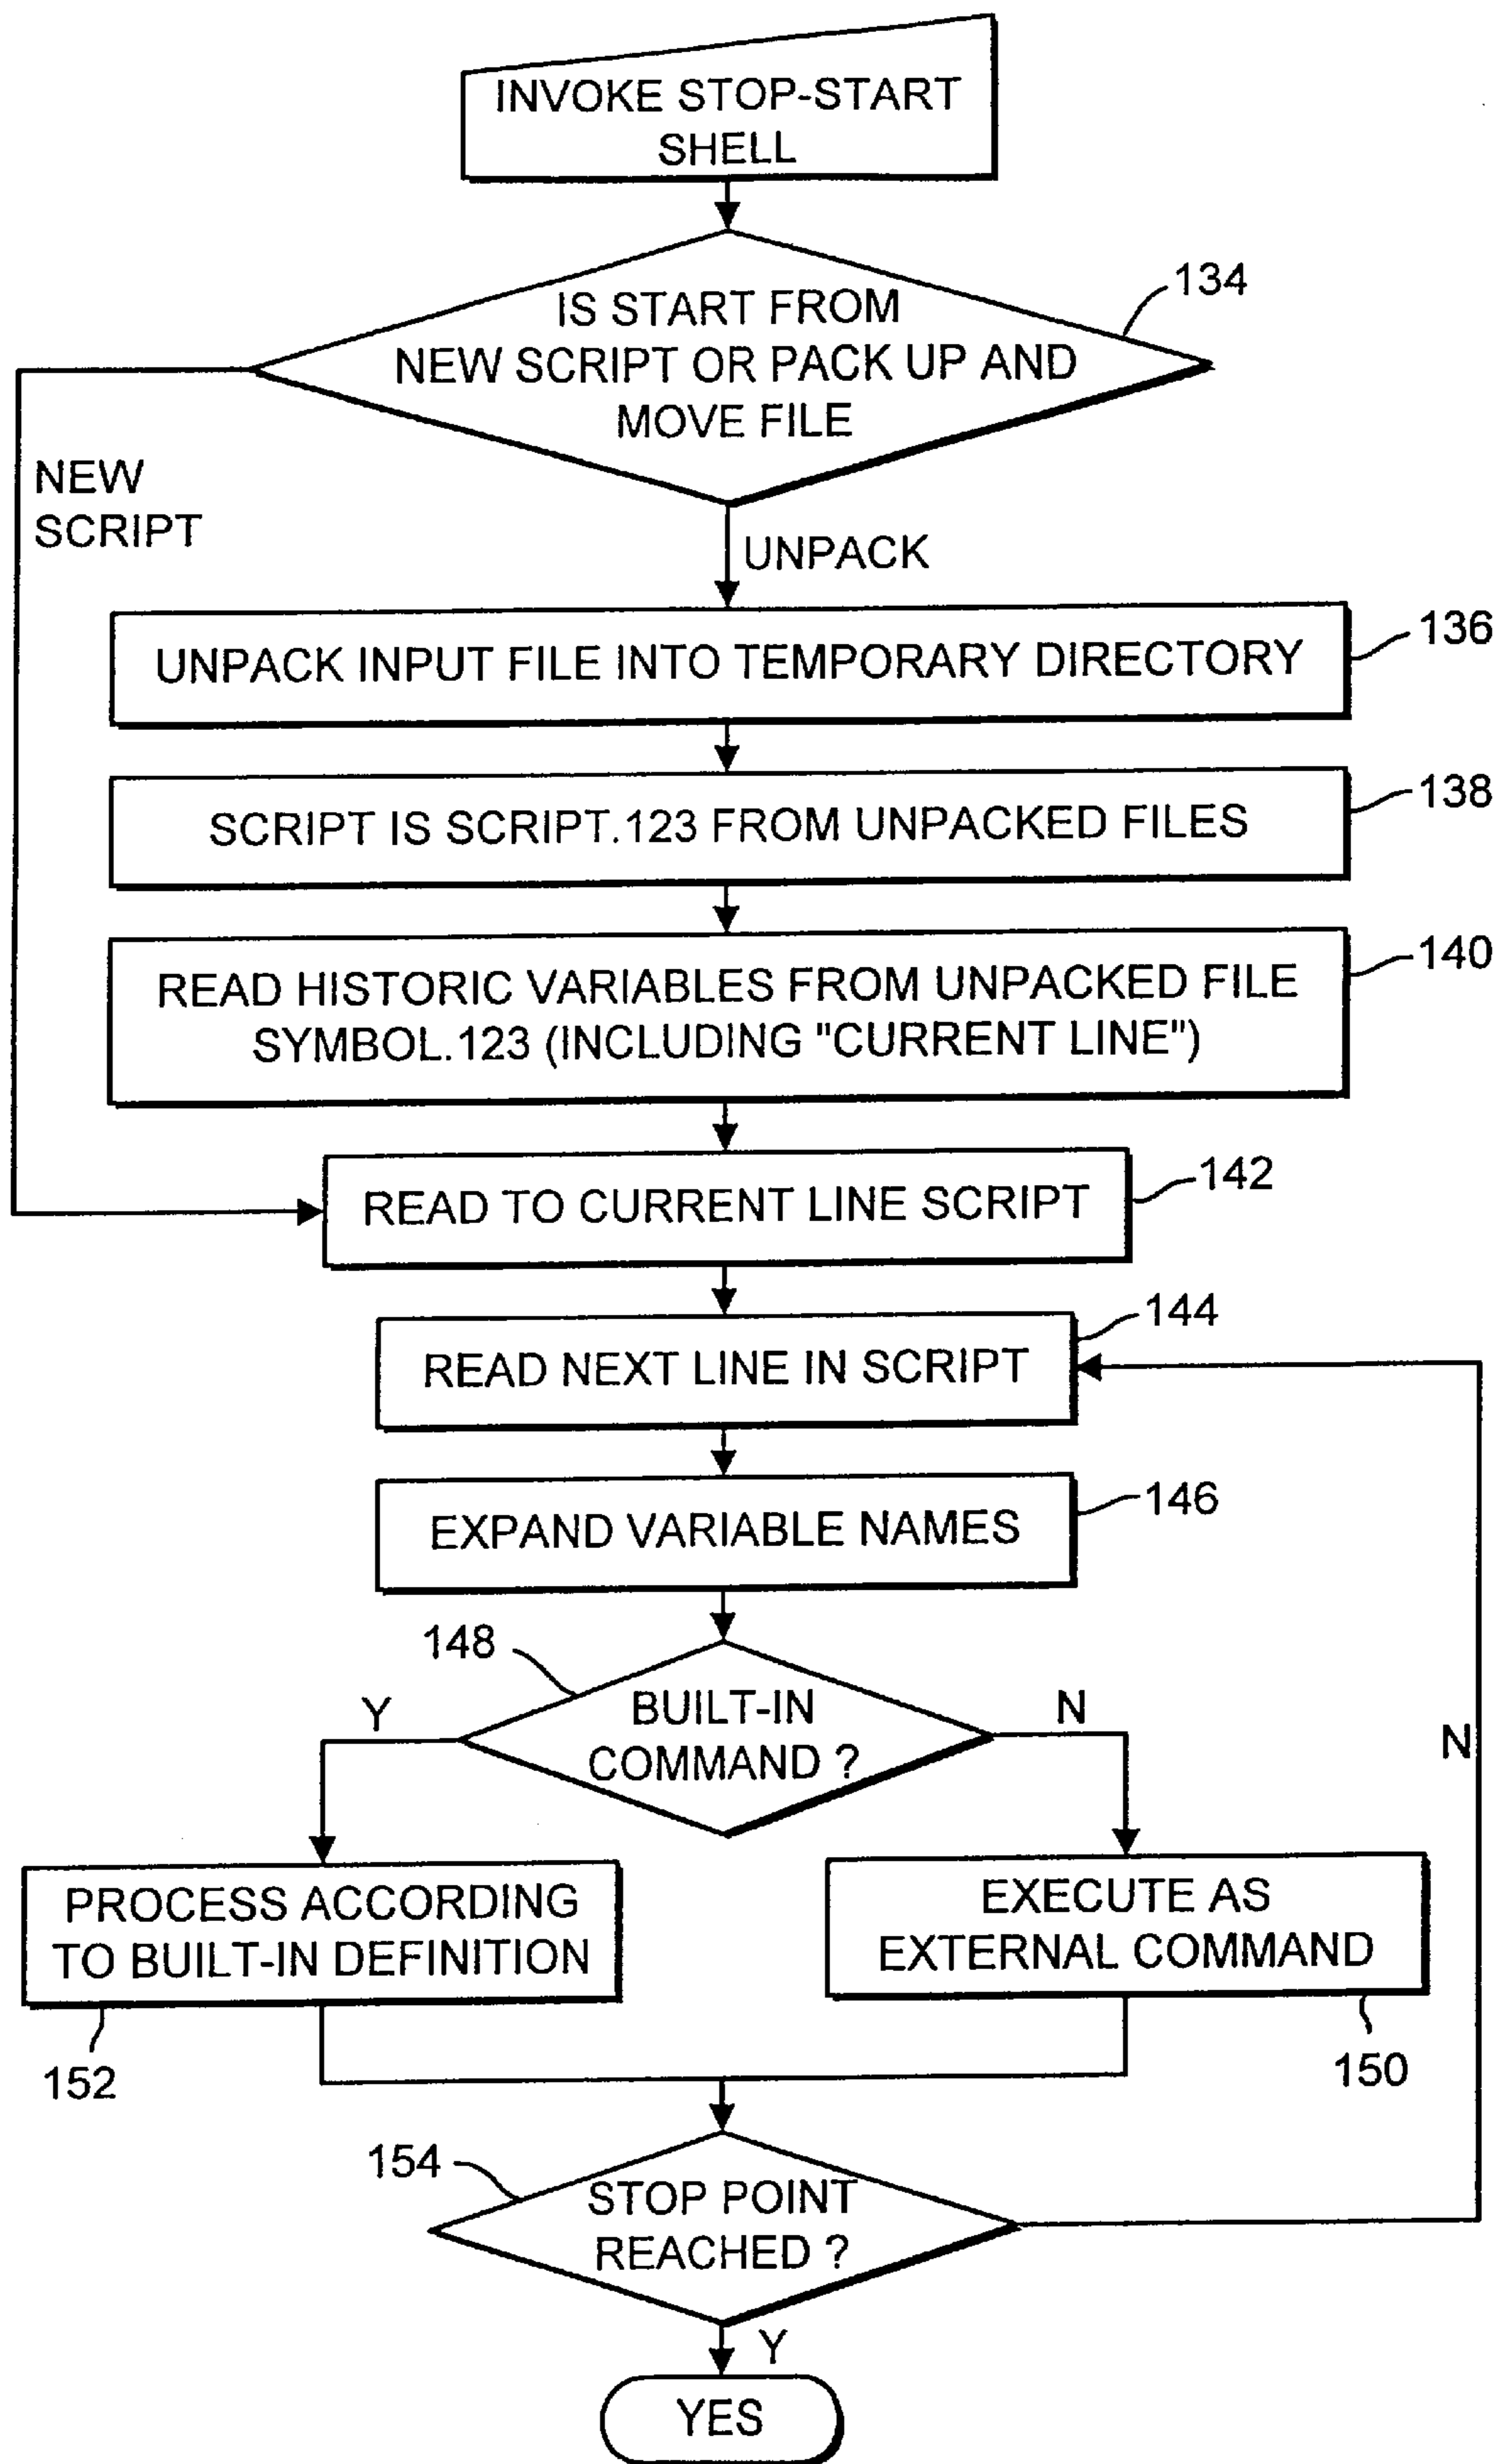 INVOKE STOP-START
SHELL
134
IS START FROM
NEW SCRIPT OR PACK UP AND
MOVE FILE
NEW
SCRIPT
UNPACK
136
UNPACK INPUT FILE INTO TEMPORARY DIRECTORY
138
SCRIPT IS SCRIPT.123 FROM UNPACKED FILES
140
READ HISTORIC VARIABLES FROM UNPACKED FILE
SYMBOL.123 (INCLUDING "CURRENT LINE")
142
READ TO CURRENT LINE SCRIPT
144
READ NEXT LINE IN SCRIPT
146
EXPAND VARIABLE NAMES
148
Y
BUILT-IN
COMMAND ?
N
N
PROCESS ACCORDING
TO BUILT-IN DEFINITION
152
EXECUTE AS
EXTERNAL COMMAND
150
154
STOP POINT
REACHED ?
Y
YES